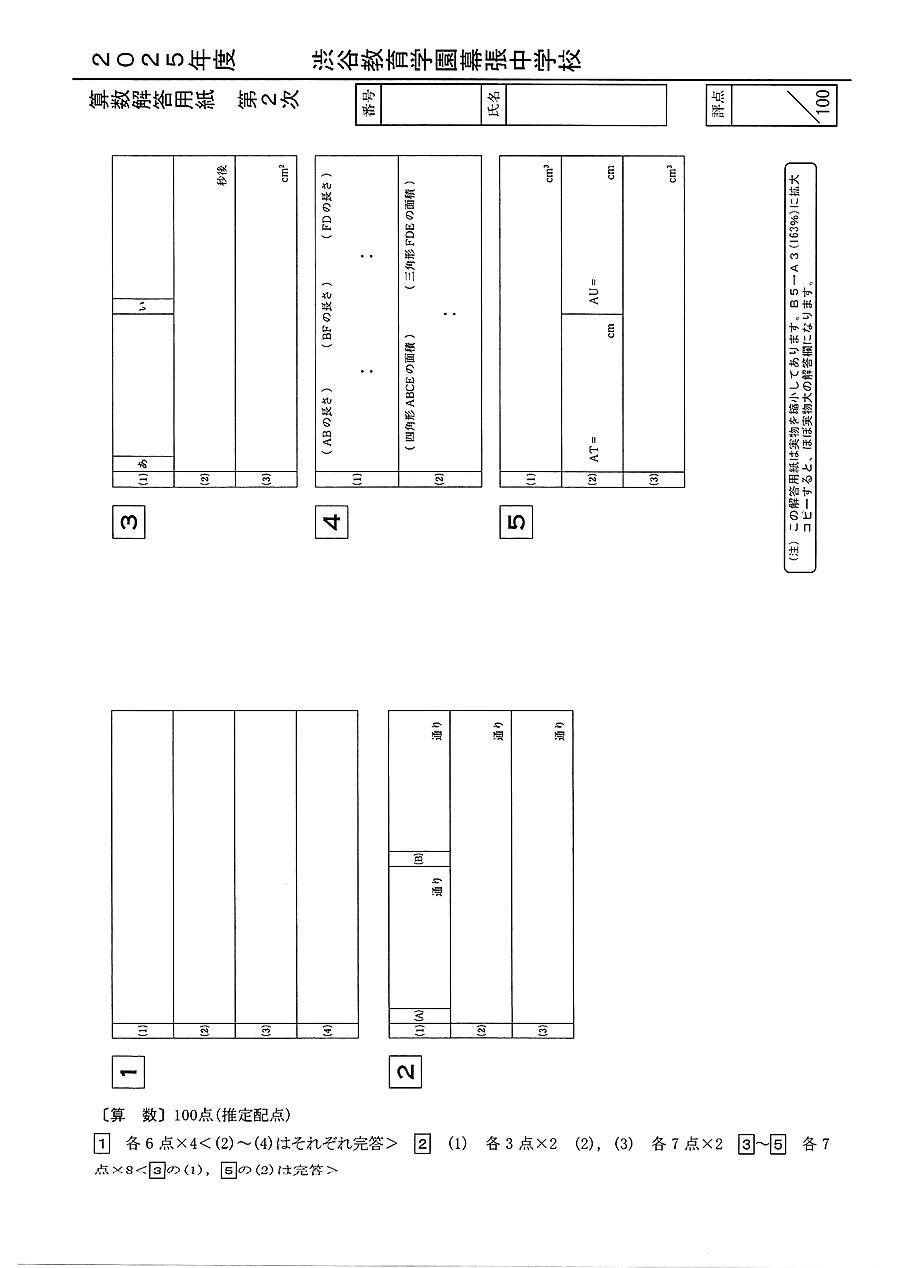 2025年度　渋谷教育学園幕張中学校
算数解答用紙　第2次
番号
氏名
評点
／100
1
(1)
(2)
(3)
(4)
2
(1) (A) 通り (B) 通り
(2) 通り
(3) 通り
3
(1) あ い
(2) 秒後
(3) cm²
4
(1) (ABの長さ) : (BFの長さ) : (FDの長さ)
(2) (四角形ABCEの面積) : (三角形FDEの面積)
5
(1) cm³
(2) AT= cm AU= cm
(3) cm³
(注) この解答用紙は実物を縮小してあります。B5→A3(163%)に拡大
コピーすると、ほぼ実物大の解答欄になります。
〔算　数〕100点(推定配点)
1　各6点×4＜(2)～(4)はそれぞれ完答＞　2　(1)　各3点×2　(2), (3)　各7点×2　3～5　各7
点×8＜3の(1), 5の(2)は完答＞